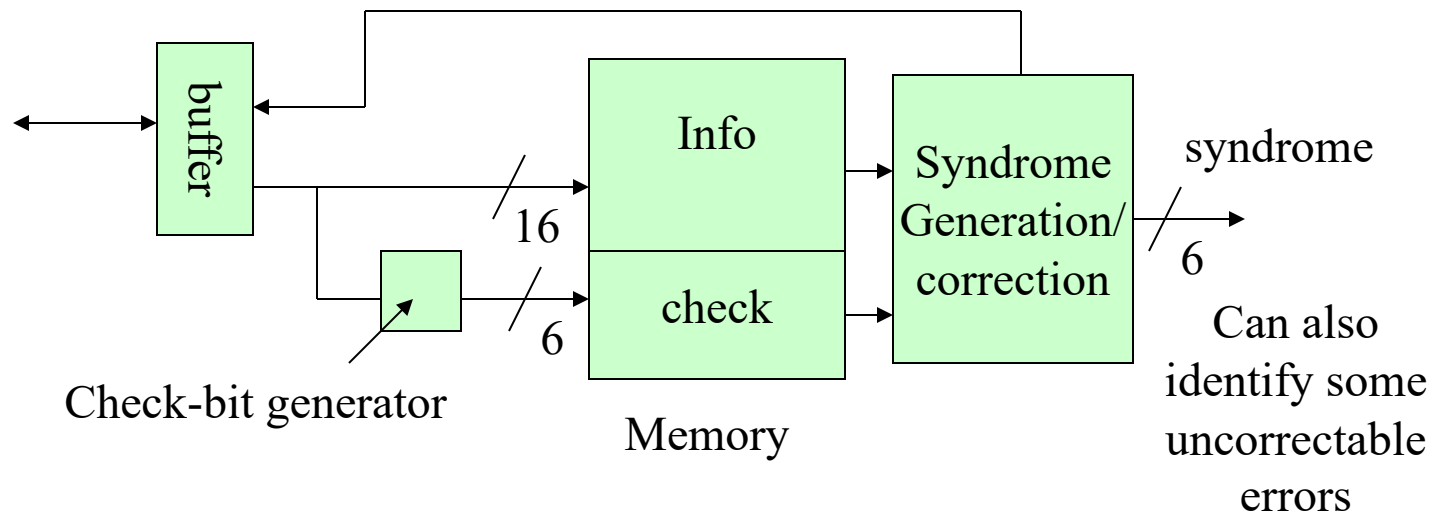 buffer
Info
16
check
6
Check-bit generator
Memory
Syndrome
Generation/
correction
syndrome
6
Can also
identify some
uncorrectable
errors